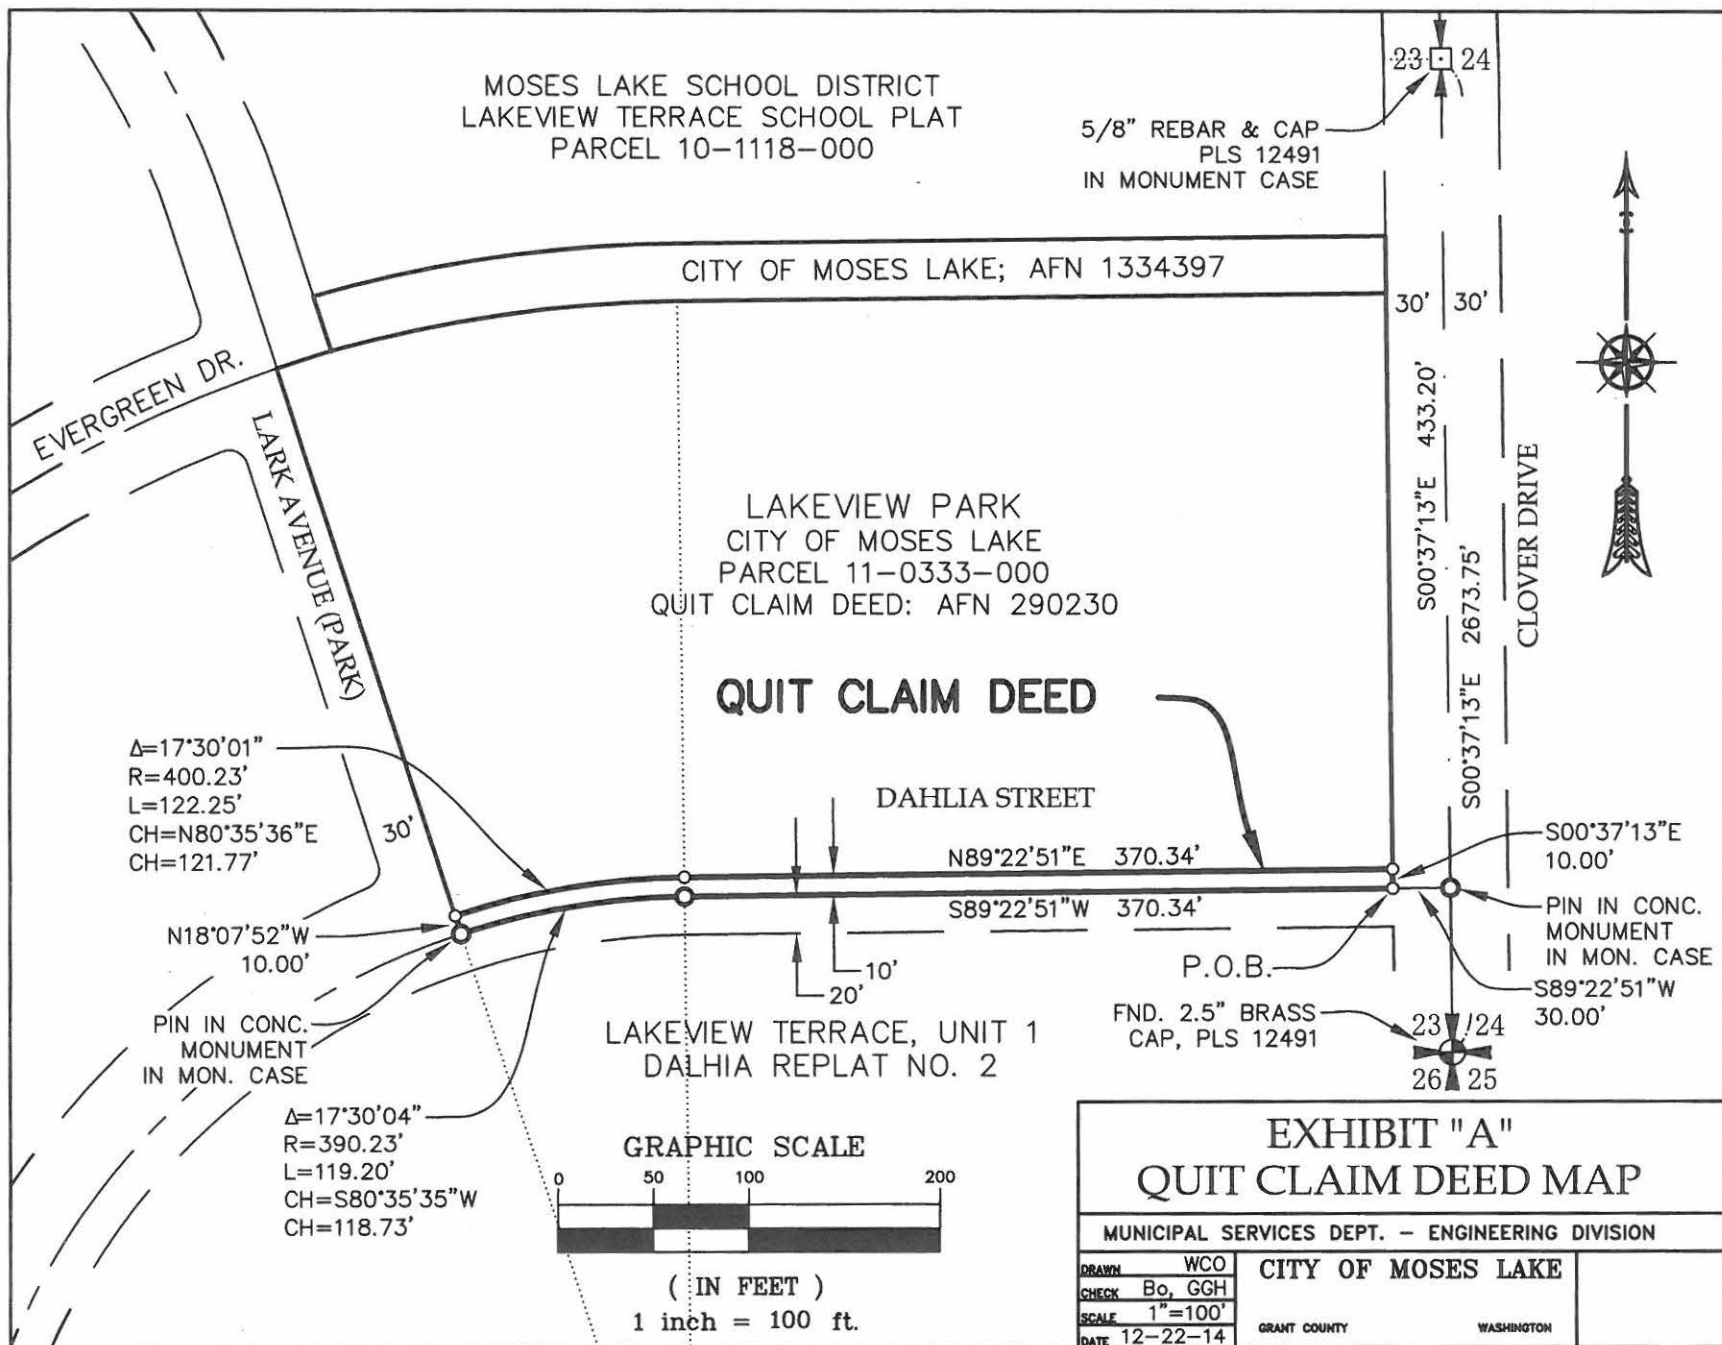 MOSES LAKE SCHOOL DISTRICT
LAKEVIEW TERRACE SCHOOL PLAT
PARCEL 10-1118-000
23 24
5/8" REBAR & CAP
PLS 12491
IN MONUMENT CASE
CITY OF MOSES LAKE; AFN 1334397
30' 30'
EVERGREEN DR.
LARK AVENUE (PARK)
S00°37'13"E 433.20'
S00°37'13"E 2673.75'
CLOVER DRIVE
LAKEVIEW PARK
CITY OF MOSES LAKE
PARCEL 11-0333-000
QUIT CLAIM DEED: AFN 290230
QUIT CLAIM DEED
Δ=17°30'01"
R=400.23'
L=122.25'
CH=N80°35'36"E
CH=121.77'
30'
DAHLIA STREET
N89°22'51"E 370.34'
S89°22'51"W 370.34'
S00°37'13"E
10.00'
N18°07'52"W
10.00'
10'
20'
P.O.B.
PIN IN CONC.
MONUMENT
IN MON. CASE
S89°22'51"W
30.00'
PIN IN CONC.
MONUMENT
IN MON. CASE
LAKEVIEW TERRACE, UNIT 1
DALHIA REPLAT NO. 2
FND. 2.5" BRASS
CAP, PLS 12491
23 24
26 25
Δ=17°30'04"
R=390.23'
L=119.20'
CH=S80°35'35"W
CH=118.73'
GRAPHIC SCALE
0 50 100 200
( IN FEET )
1 inch = 100 ft.
EXHIBIT "A"
QUIT CLAIM DEED MAP
MUNICIPAL SERVICES DEPT. - ENGINEERING DIVISION
DRAWN WCO
CHECK Bo, GGH
SCALE 1"=100'
DATE 12-22-14
CITY OF MOSES LAKE
GRANT COUNTY WASHINGTON